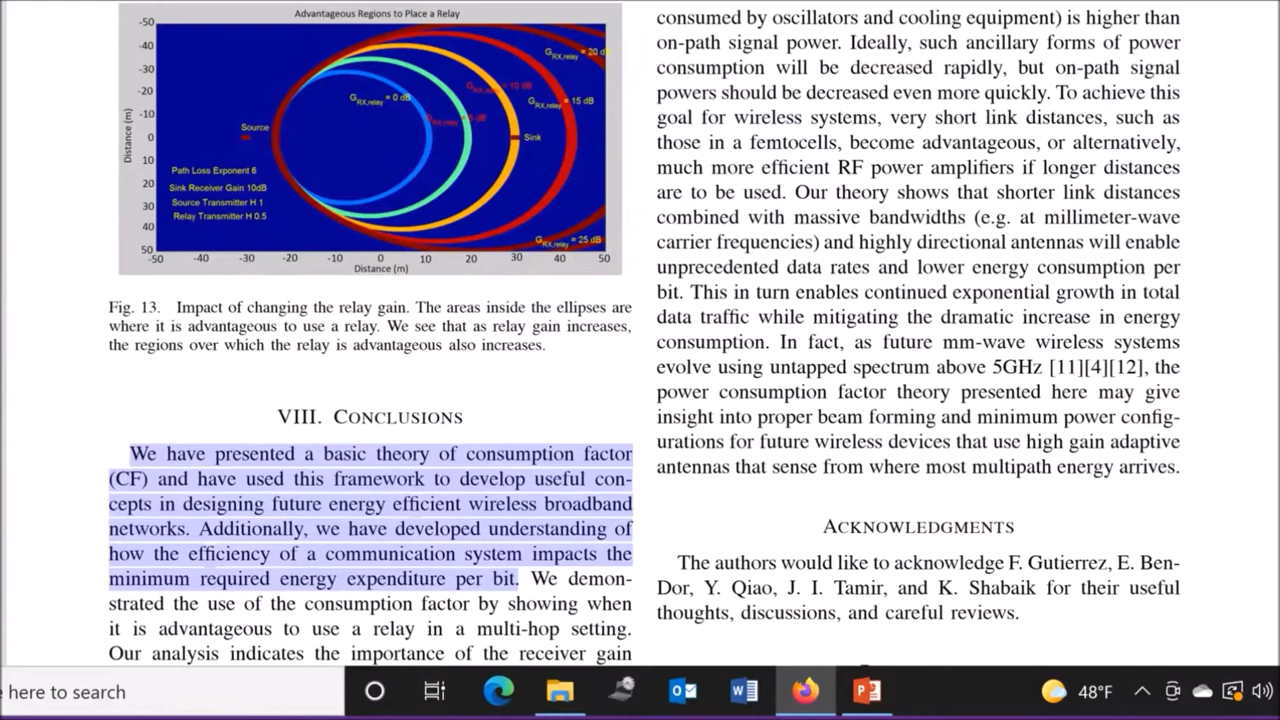 Advantageous Regions to Place a Relay
-50
-40
-30
-20
-10
0
10
20
30
40
50
Distance (m)
Source
Sink
G RX,relay = 0 dB
dB
G RX,relay = 10 dB
G RX,relay = 15 dB
G RX,relay = 20 d
G RX,relay = 25 dB
Path Loss Exponent 6
Sink Receiver Gain 10dB
Source Transmitter H 1
Relay Transmitter H 0.5
-50 -40 -30 -20 -10 0 10 20 30 40 50
Distance (m)
Fig. 13. Impact of changing the relay gain. The areas inside the ellipses are
where it is advantageous to use a relay. We see that as relay gain increases,
the regions over which the relay is advantageous also increases.
VIII. CONCLUSIONS
We have presented a basic theory of consumption factor
(CF) and have used this framework to develop useful con-
cepts in designing future energy efficient wireless broadband
networks. Additionally, we have developed understanding of
how the efficiency of a communication system impacts the
minimum required energy expenditure per bit. We demon-
strated the use of the consumption factor by showing when
it is advantageous to use a relay in a multi-hop setting.
Our analysis indicates the importance of the receiver gain
consumed by oscillators and cooling equipment) is higher than
on-path signal power. Ideally, such ancillary forms of power
consumption will be decreased rapidly, but on-path signal
powers should be decreased even more quickly. To achieve this
goal for wireless systems, very short link distances, such as
those in a femtocells, become advantageous, or alternatively,
much more efficient RF power amplifiers if longer distances
are to be used. Our theory shows that shorter link distances
combined with massive bandwidths (e.g. at millimeter-wave
carrier frequencies) and highly directional antennas will enable
unprecedented data rates and lower energy consumption per
bit. This in turn enables continued exponential growth in total
data traffic while mitigating the dramatic increase in energy
consumption. In fact, as future mm-wave wireless systems
evolve using untapped spectrum above 5GHz [11][4][12], the
power consumption factor theory presented here may give
insight into proper beam forming and minimum power config-
urations for future wireless devices that use high gain adaptive
antennas that sense from where most multipath energy arrives.
ACKNOWLEDGMENTS
The authors would like to acknowledge F. Gutierrez, E. Ben-
Dor, Y. Qiao, J. I. Tamir, and K. Shabaik for their useful
thoughts, discussions, and careful reviews.
here to search
48°F